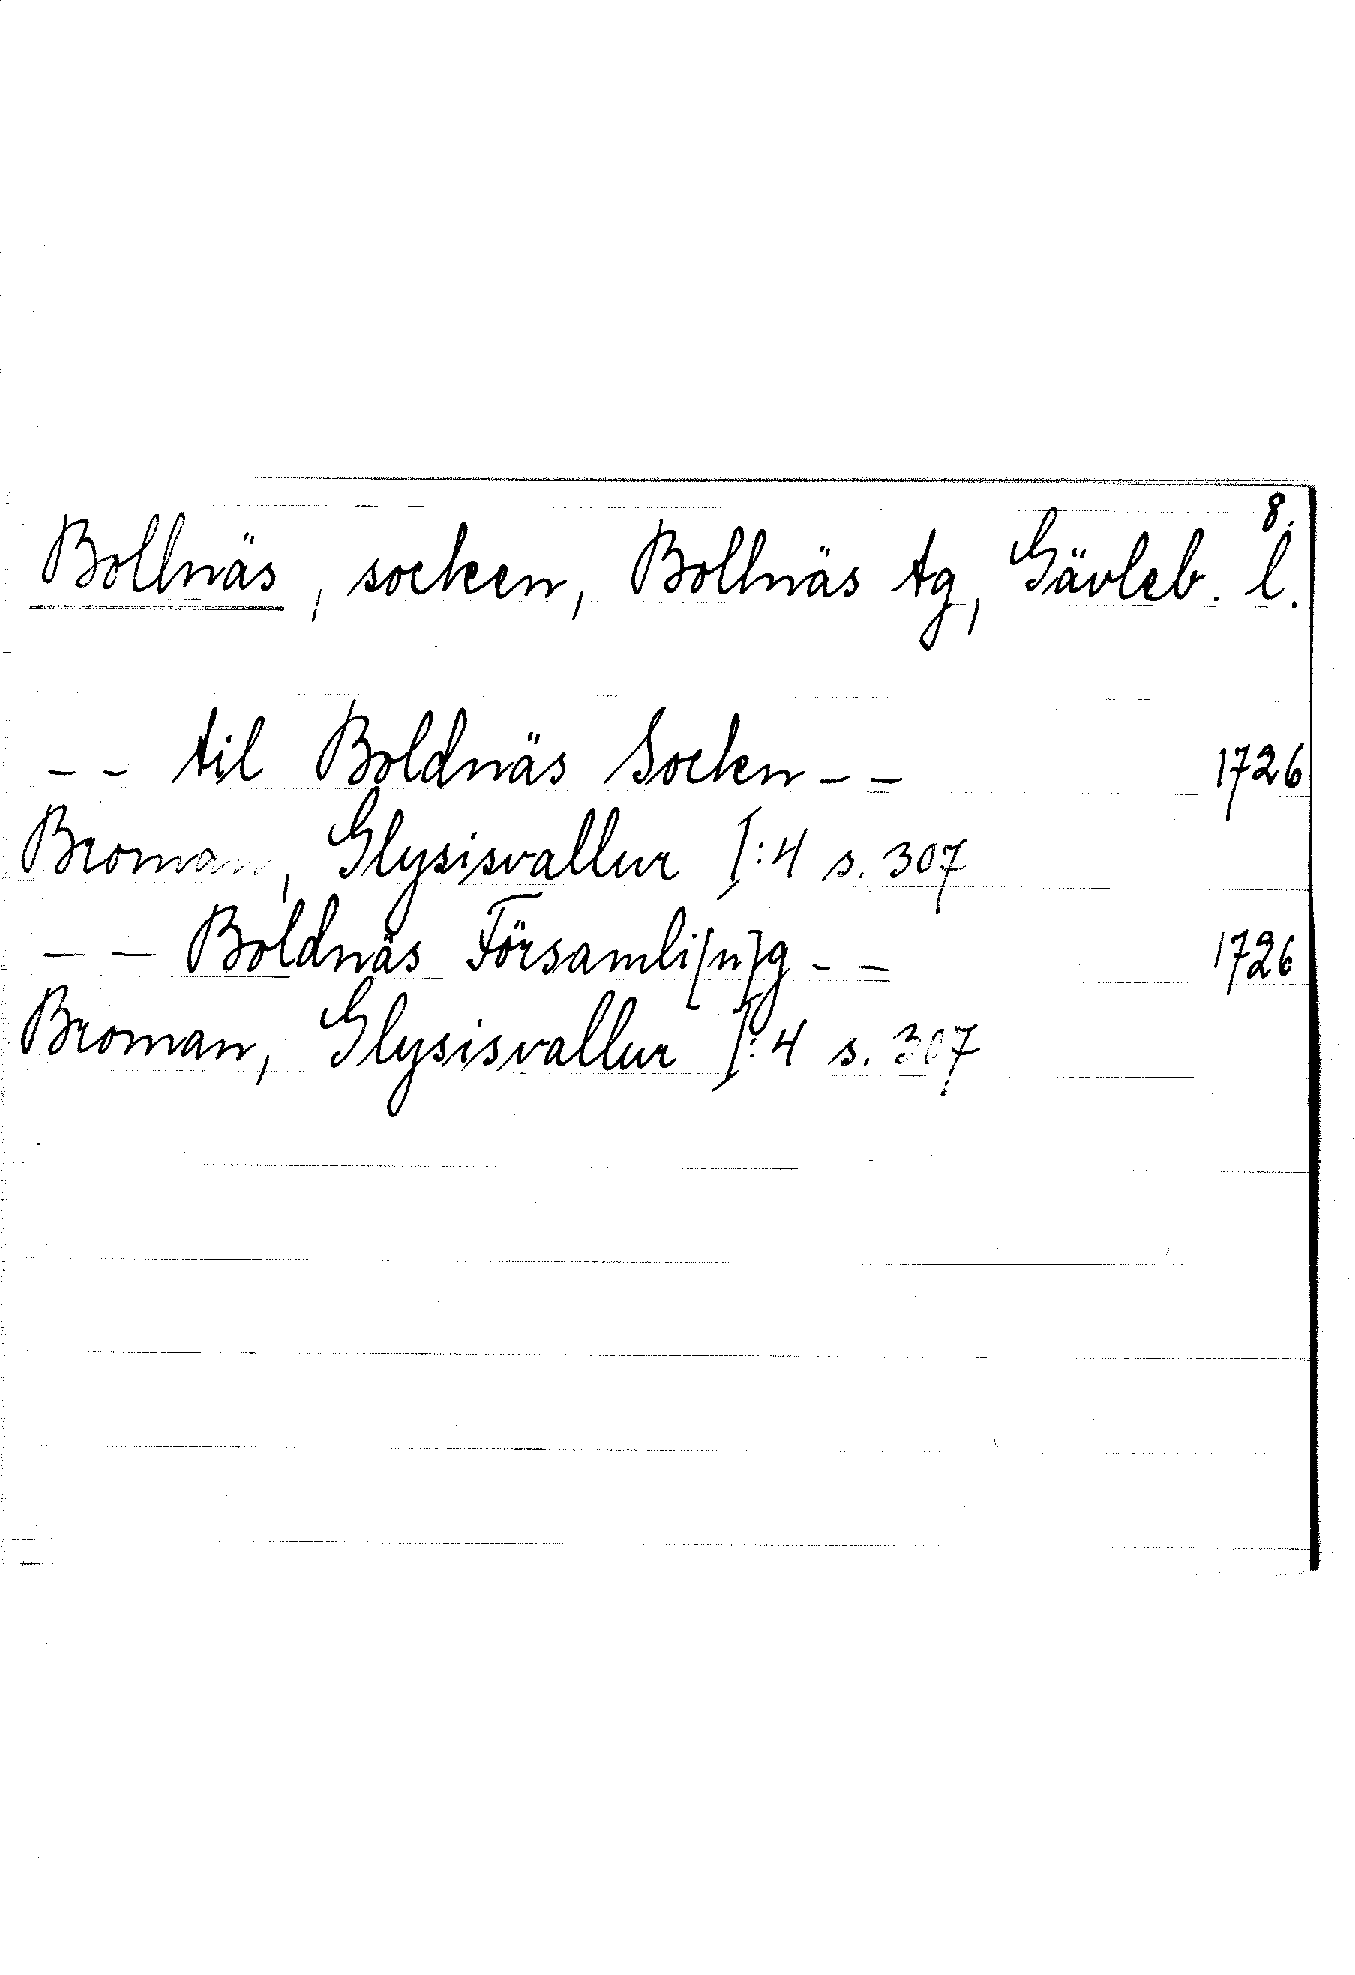 8.
Bollnäs, socken, Bollnäs tg, Gävleb. l.
-- til Boldnäs Socken -- 1726
Broman, Glysisvallur I:4 s. 307
-- Boldnäs Församli[n]g -- 1726
Broman, Glysisvallur I:4 s. 307